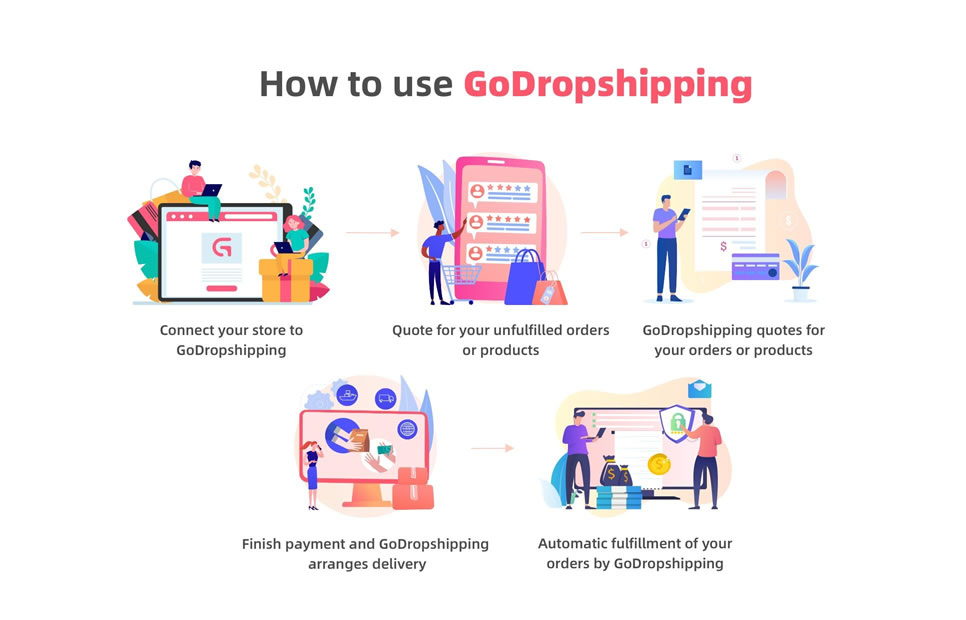 How to use GoDropshipping
Connect your store to
GoDropshipping
Quote for your unfulfilled orders
or products
GoDropshipping quotes for
your orders or products
Finish payment and GoDropshipping
arranges delivery
Automatic fulfillment of your
orders by GoDropshipping